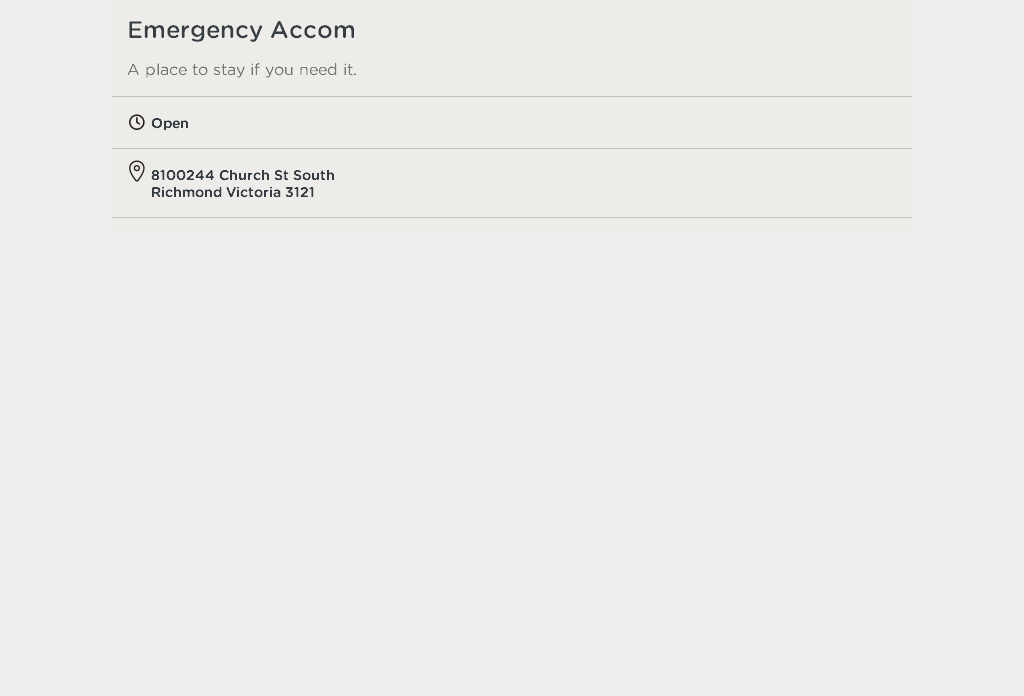 Emergency Accom
A place to stay if you need it.
Open
8100244 Church St South
Richmond Victoria 3121